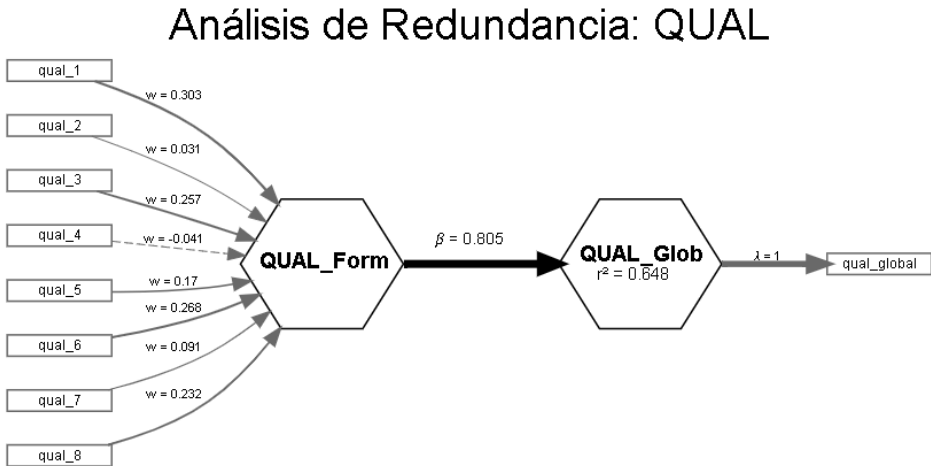 Análisis de Redundancia: QUAL
qual_1
w = 0.303
qual_2
w = 0.031
qual_3
w = 0.257
qual_4
w = -0.041
qual_5
w = 0.17
qual_6
w = 0.268
qual_7
w = 0.091
qual_8
w = 0.232
QUAL_Form
β = 0.805
QUAL_Glob
r² = 0.648
λ = 1
qual_global